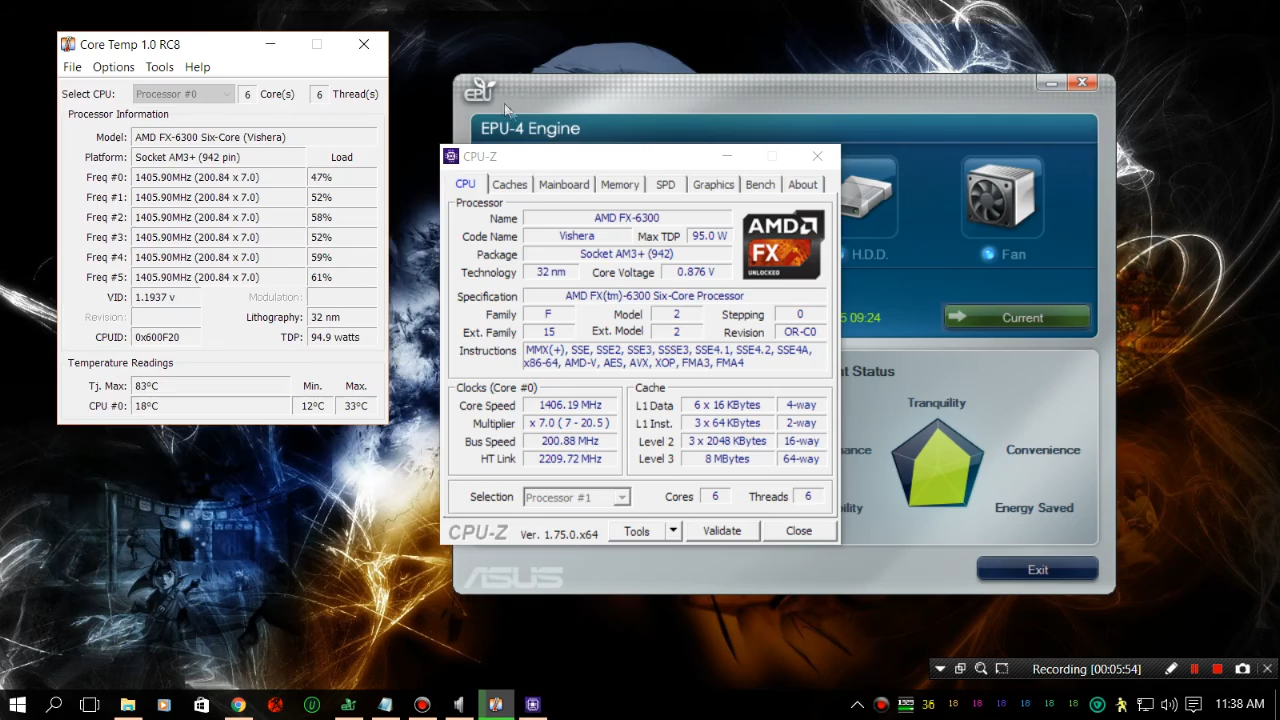 Core Temp 1.0 RC8
File Options Tools Help
Select CPU: Processor #0 6 Core(s) 6 Thread(s)
Processor Information
Model: AMD FX-6300 Six-Core (Vishera)
Platform: Socket AM3+ (942 pin) Load
Freq #0: 1405.90MHz (200.84 x 7.0) 47%
Freq #1: 1405.90MHz (200.84 x 7.0) 52%
Freq #2: 1405.90MHz (200.84 x 7.0) 58%
Freq #3: 1405.90MHz (200.84 x 7.0) 52%
Freq #4: 1405.90MHz (200.84 x 7.0) 59%
Freq #5: 1405.90MHz (200.84 x 7.0) 61%
VID: 1.1937 v Modulation:
Revision: Lithography: 32 nm
CPUID: 0x600F20 TDP: 94.9 watts
Temperature Readings
Tj. Max: 83°C Min. Max.
CPU #0: 18°C 12°C 33°C
EPU
EPU-4 Engine
H.D.D. Fan
09:24
Current
Status
Tranquility
Convenience
Energy Saved
Exit
ASUS
CPU-Z
CPU Caches Mainboard Memory SPD Graphics Bench About
Processor
Name AMD FX-6300
Code Name Vishera Max TDP 95.0 W
Package Socket AM3+ (942)
Technology 32 nm Core Voltage 0.876 V
AMD
FX
UNLOCKED
Specification AMD FX(tm)-6300 Six-Core Processor
Family F Model 2 Stepping 0
Ext. Family 15 Ext. Model 2 Revision OR-C0
Instructions MMX(+), SSE, SSE2, SSE3, SSSE3, SSE4.1, SSE4.2, SSE4A,
x86-64, AMD-V, AES, AVX, XOP, FMA3, FMA4
Clocks (Core #0)
Core Speed 1406.19 MHz
Multiplier x 7.0 ( 7 - 20.5 )
Bus Speed 200.88 MHz
HT Link 2209.72 MHz
Cache
L1 Data 6 x 16 KBytes 4-way
L1 Inst. 3 x 64 KBytes 2-way
Level 2 3 x 2048 KBytes 16-way
Level 3 8 MBytes 64-way
Selection Processor #1 Cores 6 Threads 6
CPU-Z Ver. 1.75.0.x64 Tools Validate Close
Recording [00:05:54]
36 18 18 18 18 18 18 11:38 AM